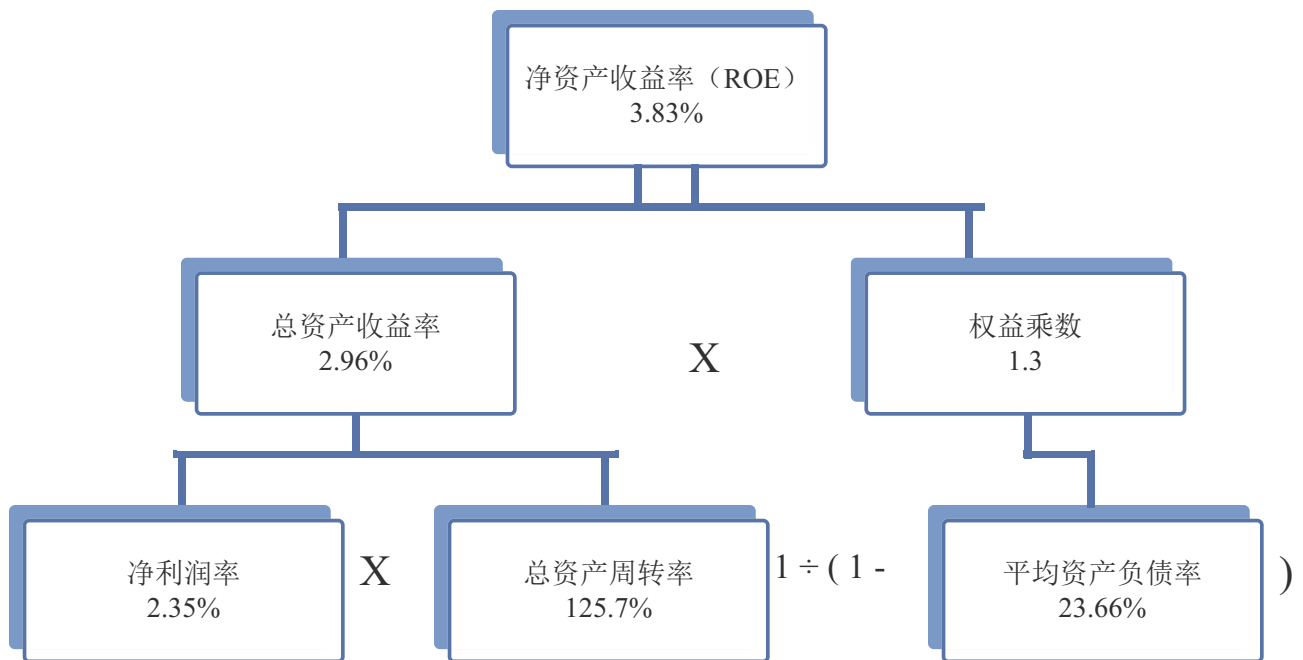 净资产收益率（ROE）
3.83%
总资产收益率
2.96%
X
权益乘数
1.3
净利润率
2.35%
X
总资产周转率
125.7%
1 ÷ ( 1 -
平均资产负债率
23.66%
)